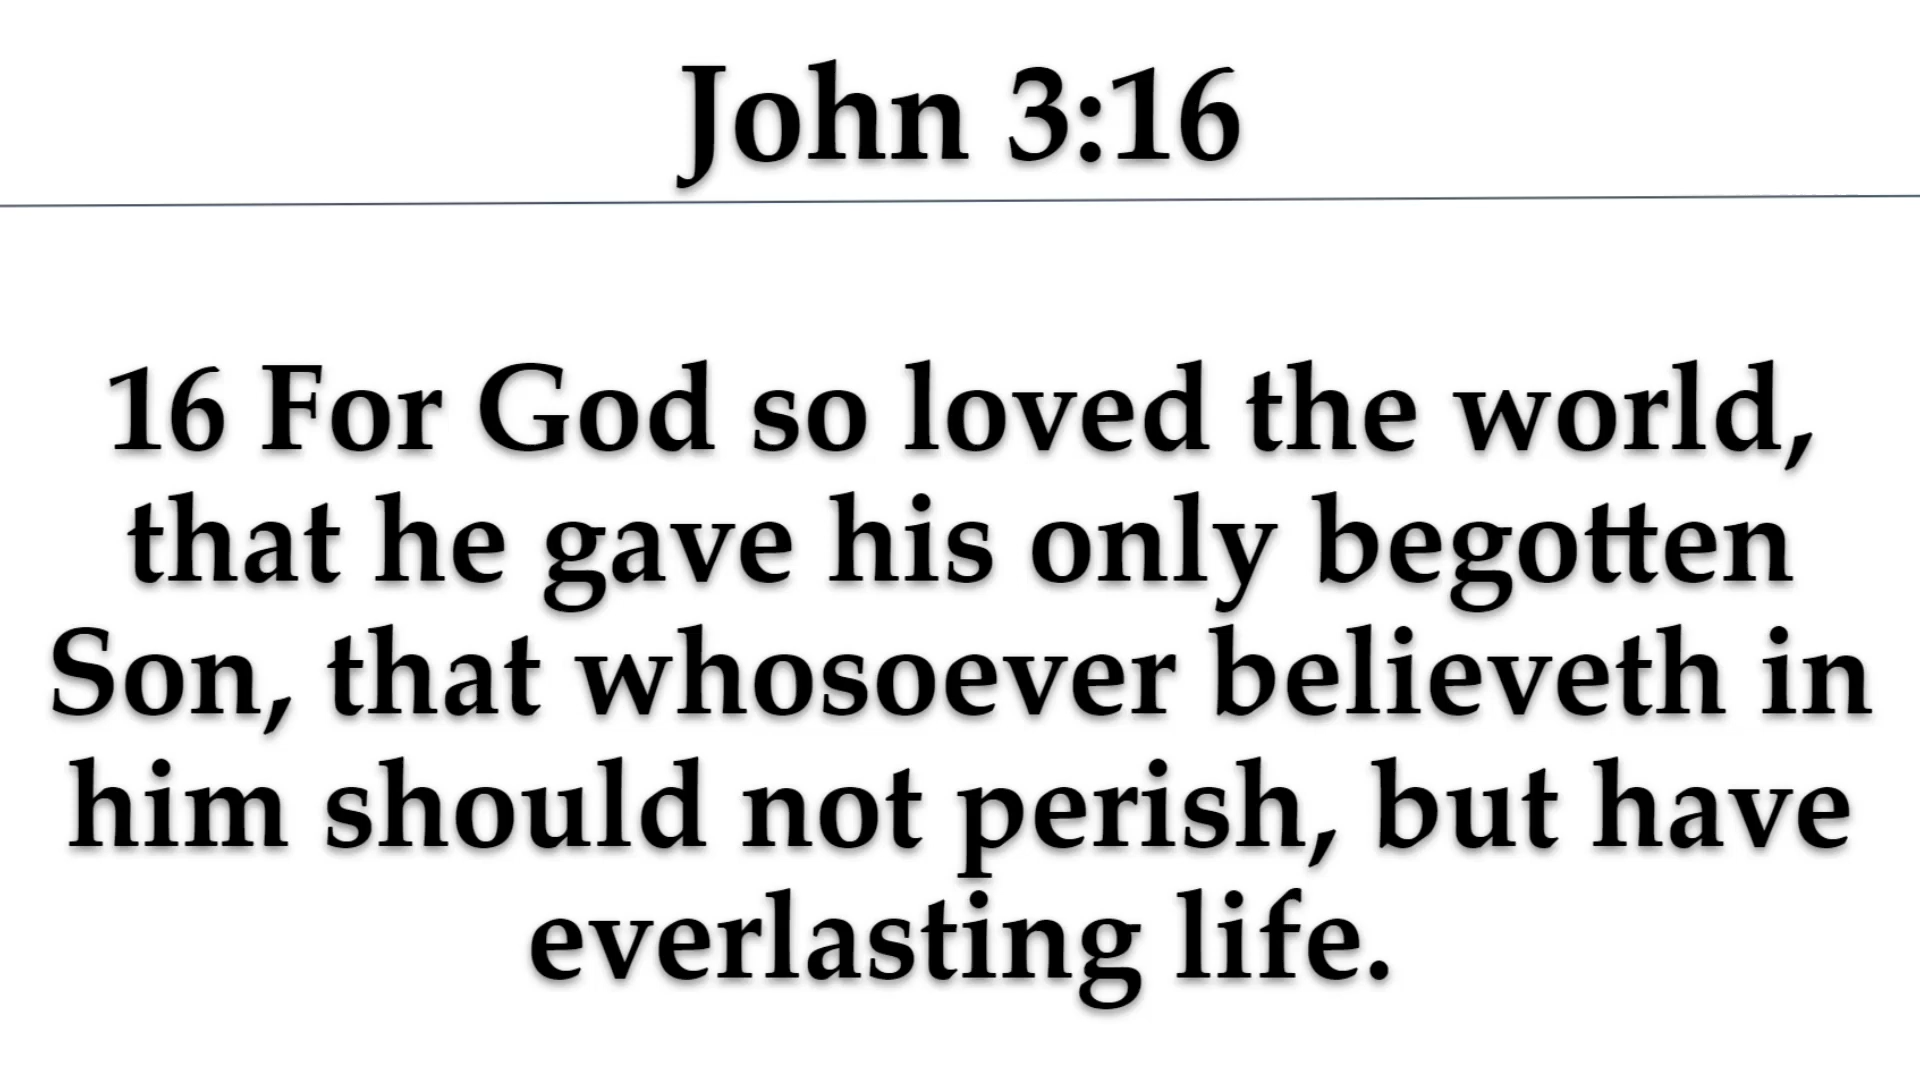 John 3:16
16 For God so loved the world,
that he gave his only begotten
Son, that whosoever believeth in
him should not perish, but have
everlasting life.